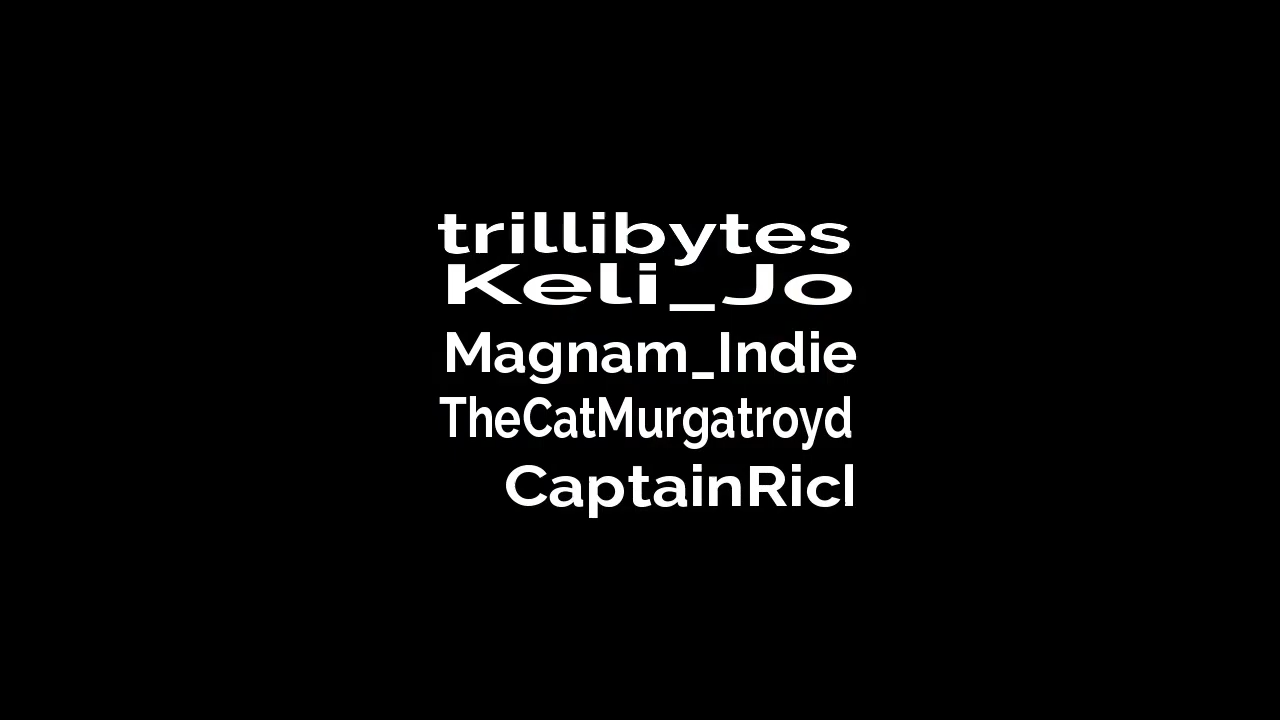 trillibytes
Keli_Jo
Magnam_Indie
TheCatMurgatroyd
CaptainRicl